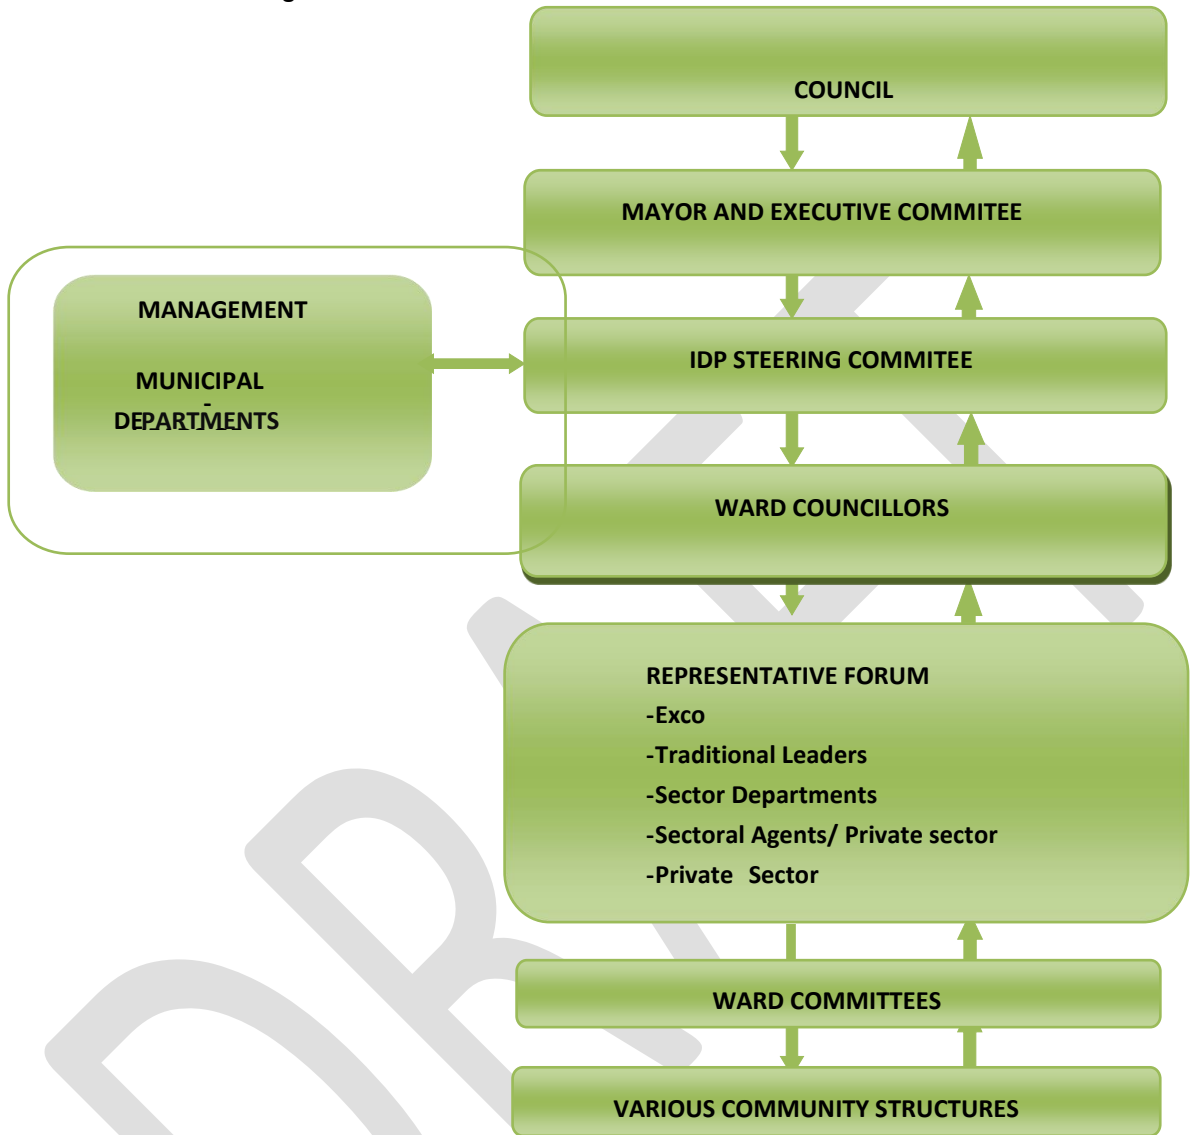 COUNCIL
MAYOR AND EXECUTIVE COMMITEE
MANAGEMENT
MUNICIPAL
DEPARTMENTS
IDP STEERING COMMITEE
WARD COUNCILLORS
REPRESENTATIVE FORUM
-Exco
-Traditional Leaders
-Sector Departments
-Sectoral Agents/ Private sector
-Private Sector
WARD COMMITTEES
VARIOUS COMMUNITY STRUCTURES
DRAFT